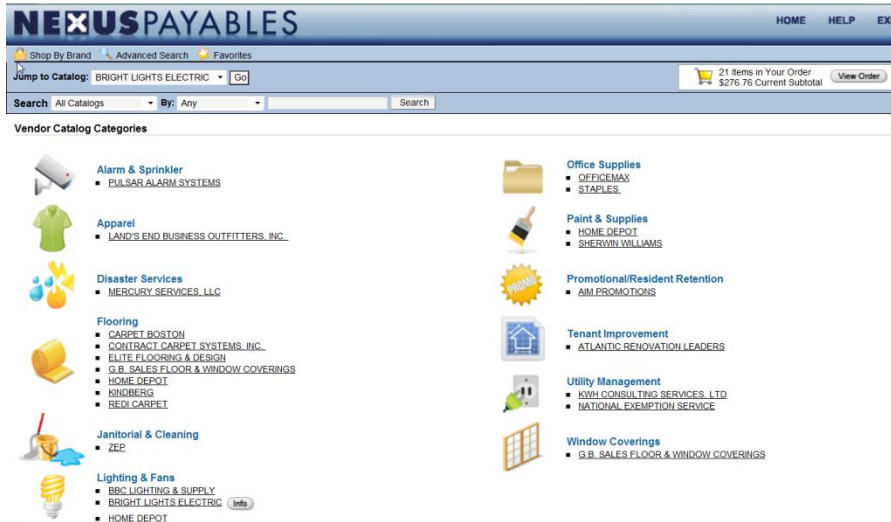 NEXUSPAYABLES
HOME HELP EX
Shop By Brand Advanced Search Favorites
Jump to Catalog: BRIGHT LIGHTS ELECTRIC Go
21 Items in Your Order
$276.76 Current Subtotal
View Order
Search All Catalogs By: Any Search
Vendor Catalog Categories
Alarm & Sprinkler
PULSAR ALARM SYSTEMS
Apparel
LAND'S END BUSINESS OUTFITTERS, INC.
Disaster Services
MERCURY SERVICES, LLC
Flooring
CARPET BOSTON
CONTRACT CARPET SYSTEMS, INC.
ELITE FLOORING & DESIGN
G.B. SALES FLOOR & WINDOW COVERINGS
HOME DEPOT
KINDBERG
REDI CARPET
Janitorial & Cleaning
ZEP
Lighting & Fans
BBC LIGHTING & SUPPLY
BRIGHT LIGHTS ELECTRIC Info
HOME DEPOT
Office Supplies
OFFICEMAX
STAPLES
Paint & Supplies
HOME DEPOT
SHERWIN WILLIAMS
PROMO!
Promotional/Resident Retention
AIM PROMOTIONS
Tenant Improvement
ATLANTIC RENOVATION LEADERS
Utility Management
KWH CONSULTING SERVICES, LTD
NATIONAL EXEMPTION SERVICE
Window Coverings
G.B. SALES FLOOR & WINDOW COVERINGS